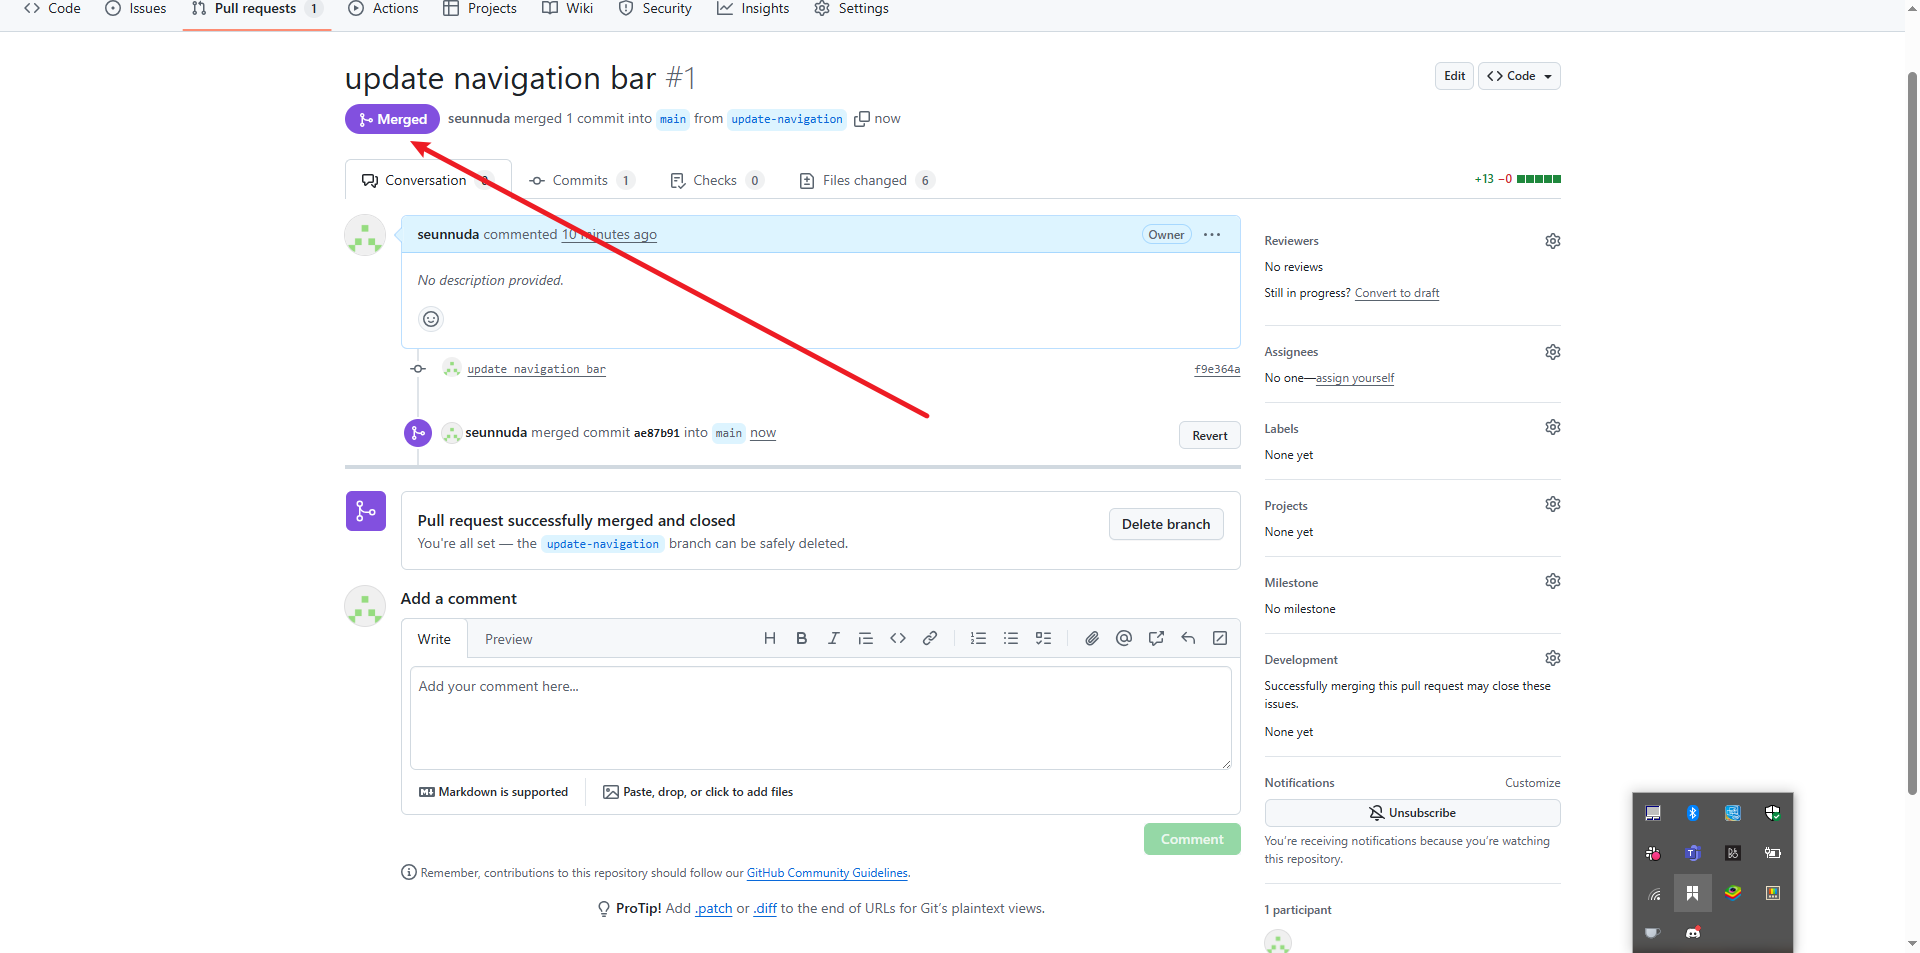 Code Issues Pull requests 1 Actions Projects Wiki Security Insights Settings
update navigation bar #1
Edit
Code
Merged
seunnuda merged 1 commit into main from update-navigation now
Conversation 0
Commits 1
Checks 0
Files changed 6
+13 −0
seunnuda commented 10 minutes ago
Owner
No description provided.
update navigation bar
f9e364a
seunnuda merged commit ae87b91 into main now
Revert
Pull request successfully merged and closed
You're all set — the update-navigation branch can be safely deleted.
Delete branch
Add a comment
Write
Preview
Add your comment here...
Markdown is supported
Paste, drop, or click to add files
Comment
Remember, contributions to this repository should follow our GitHub Community Guidelines.
ProTip! Add .patch or .diff to the end of URLs for Git’s plaintext views.
Reviewers
No reviews
Still in progress? Convert to draft
Assignees
No one—assign yourself
Labels
None yet
Projects
None yet
Milestone
No milestone
Development
Successfully merging this pull request may close these
issues.
None yet
Notifications
Customize
Unsubscribe
You’re receiving notifications because you’re watching
this repository.
1 participant